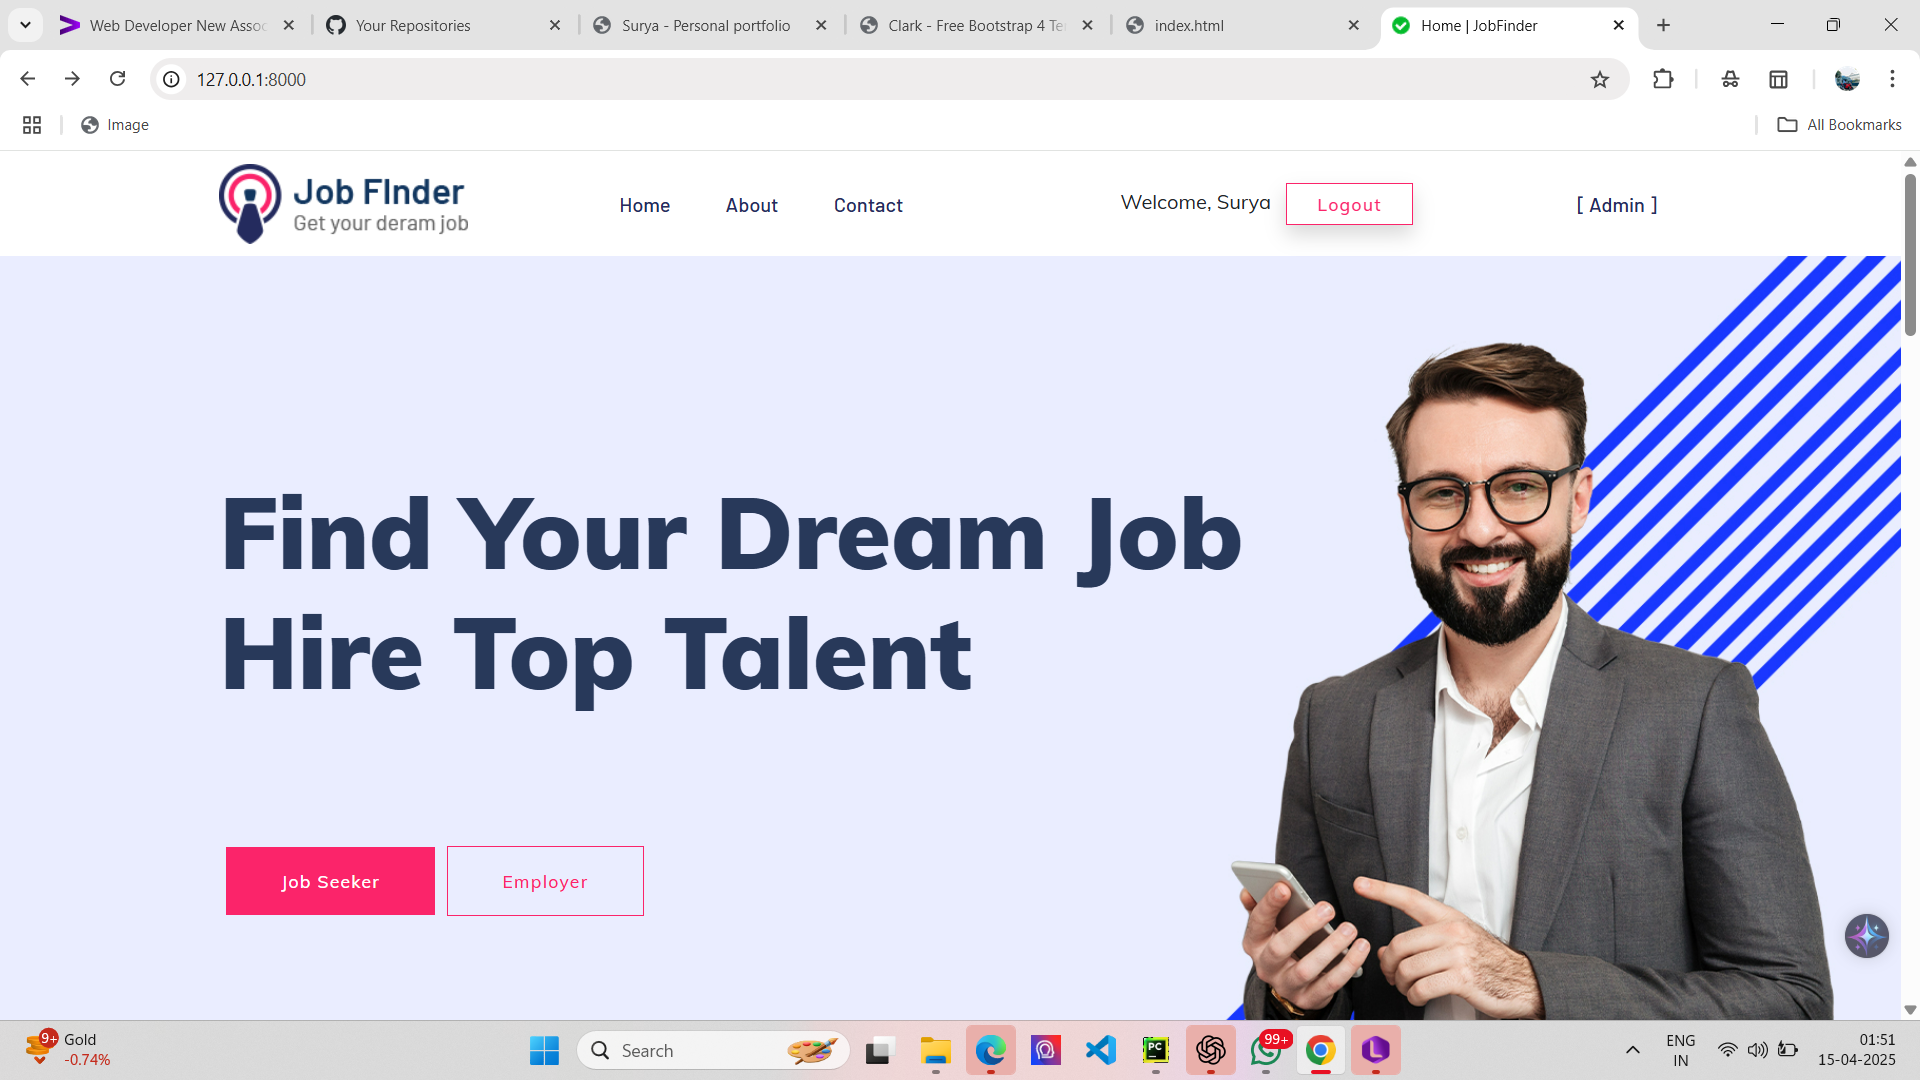 Web Developer New Assoc
Your Repositories
Surya - Personal portfolio
Clark - Free Bootstrap 4 Te
index.html
Home | JobFinder
127.0.0.1:8000
Image
All Bookmarks
Job FInder
Get your deram job
Home
About
Contact
Welcome, Surya
Logout
[ Admin ]
Find Your Dream Job
Hire Top Talent
Job Seeker
Employer
9+
Gold
-0.74%
Search
PC
99+
L
ENG
IN
01:51
15-04-2025